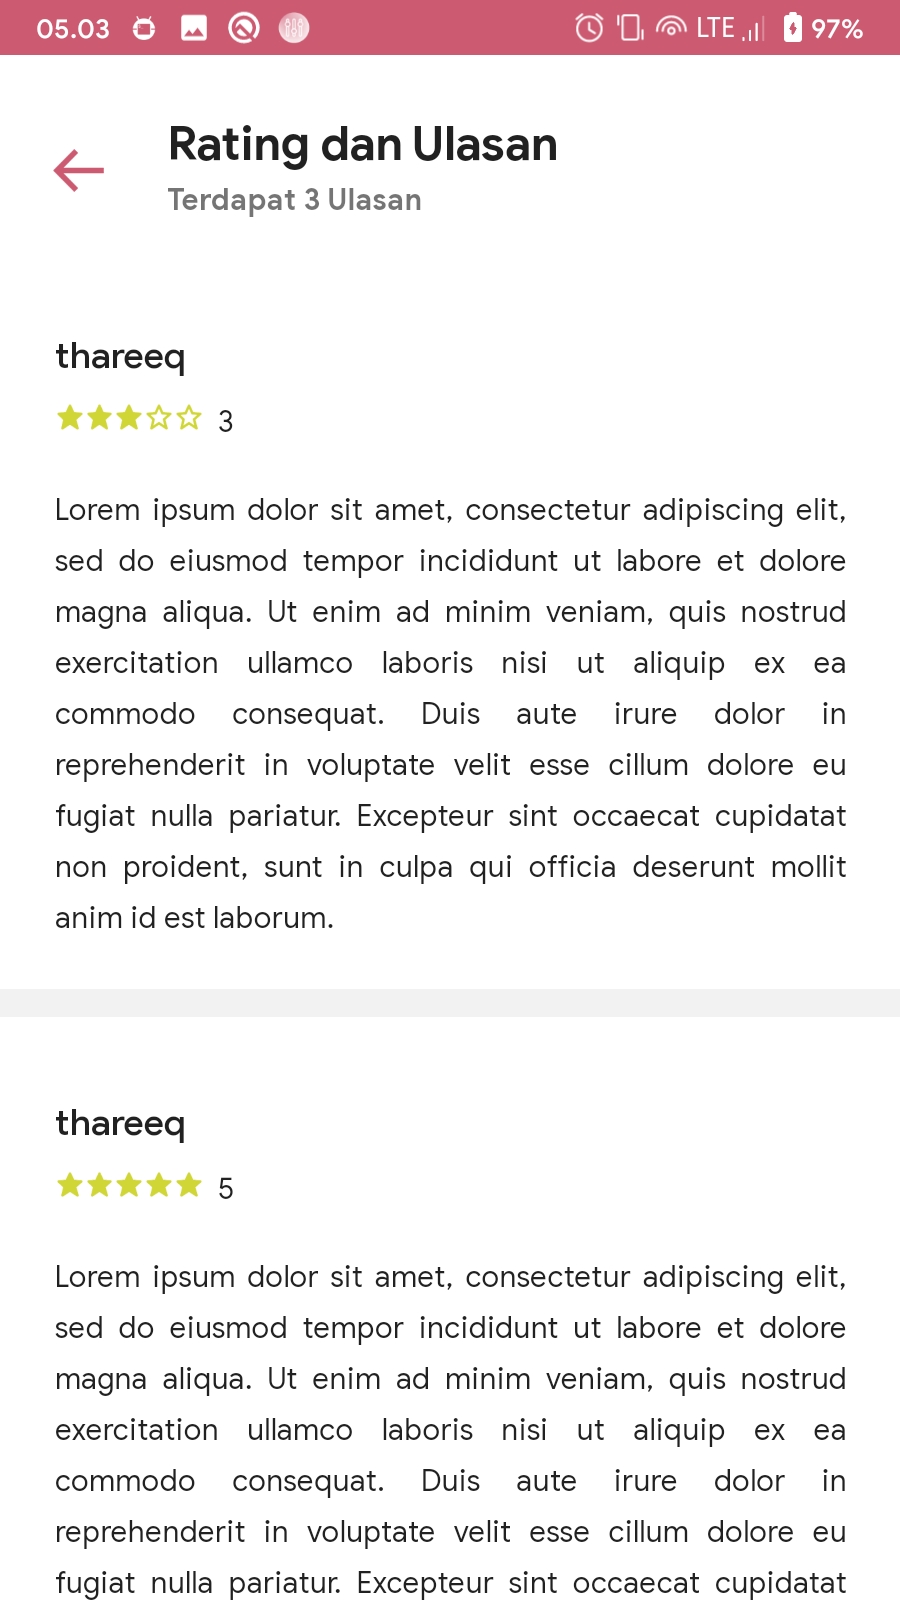 05.03 LTE 97%
Rating dan Ulasan
Terdapat 3 Ulasan
thareeq
3
Lorem ipsum dolor sit amet, consectetur adipiscing elit,
sed do eiusmod tempor incididunt ut labore et dolore
magna aliqua. Ut enim ad minim veniam, quis nostrud
exercitation ullamco laboris nisi ut aliquip ex ea
commodo consequat. Duis aute irure dolor in
reprehenderit in voluptate velit esse cillum dolore eu
fugiat nulla pariatur. Excepteur sint occaecat cupidatat
non proident, sunt in culpa qui officia deserunt mollit
anim id est laborum.
thareeq
5
Lorem ipsum dolor sit amet, consectetur adipiscing elit,
sed do eiusmod tempor incididunt ut labore et dolore
magna aliqua. Ut enim ad minim veniam, quis nostrud
exercitation ullamco laboris nisi ut aliquip ex ea
commodo consequat. Duis aute irure dolor in
reprehenderit in voluptate velit esse cillum dolore eu
fugiat nulla pariatur. Excepteur sint occaecat cupidatat